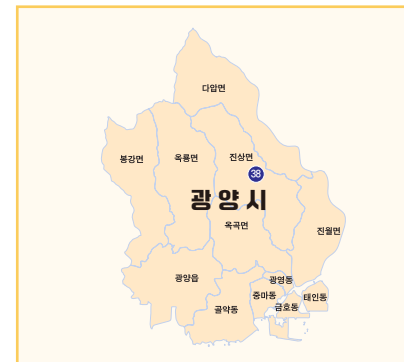 다압면
봉강면
옥룡면
진상면
38
광양시
옥곡면
진월면
광양읍
광영동
골약동
중마동
금호동
태인동